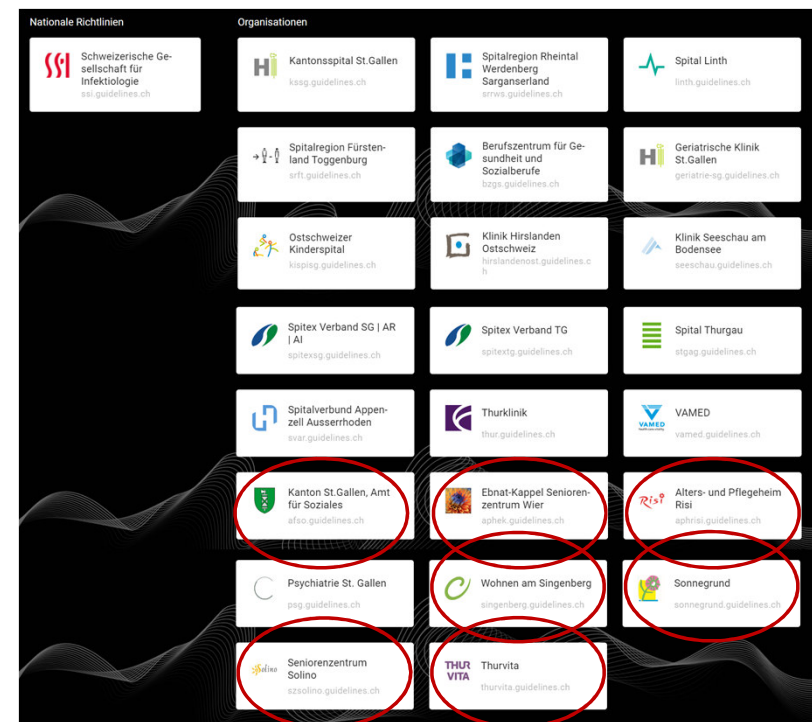 Nationale Richtlinien
Organisationen
Schweizerische Ge-
sellschaft für
Infektiologie
ssi.guidelines.ch
Kantonsspital St.Gallen
kssg.guidelines.ch
Spitalregion Rheintal
Werdenberg
Sarganserland
srrws.guidelines.ch
Spital Linth
linth.guidelines.ch
Spitalregion Fürsten-
land Toggenburg
srft.guidelines.ch
Berufszentrum für Ge-
sundheit und
Sozialberufe
bzgs.guidelines.ch
Geriatrische Klinik
St.Gallen
geriatrie-sg.guidelines.ch
Ostschweizer
Kinderspital
kispisg.guidelines.ch
Klinik Hirslanden
Ostschweiz
hirslandenost.guidelines.c
h
Klinik Seeschau am
Bodensee
seeschau.guidelines.ch
Spitex Verband SG | AR
| AI
spitexsg.guidelines.ch
Spitex Verband TG
spitextg.guidelines.ch
Spital Thurgau
stgag.guidelines.ch
Spitalverbund Appen-
zell Ausserrhoden
svar.guidelines.ch
Thurklinik
thur.guidelines.ch
VAMED
VAMED
vamed.guidelines.ch
Kanton St.Gallen, Amt
für Soziales
afso.guidelines.ch
Ebnat-Kappel Senioren-
zentrum Wier
aphek.guidelines.ch
Risi
Alters- und Pflegeheim
Risi
aphrisi.guidelines.ch
Psychiatrie St. Gallen
psg.guidelines.ch
Wohnen am Singenberg
singenberg.guidelines.ch
Sonnegrund
sonnegrund.guidelines.ch
Solino
Seniorenzentrum
Solino
szsolino.guidelines.ch
THUR
VITA
Thurvita
thurvita.guidelines.ch